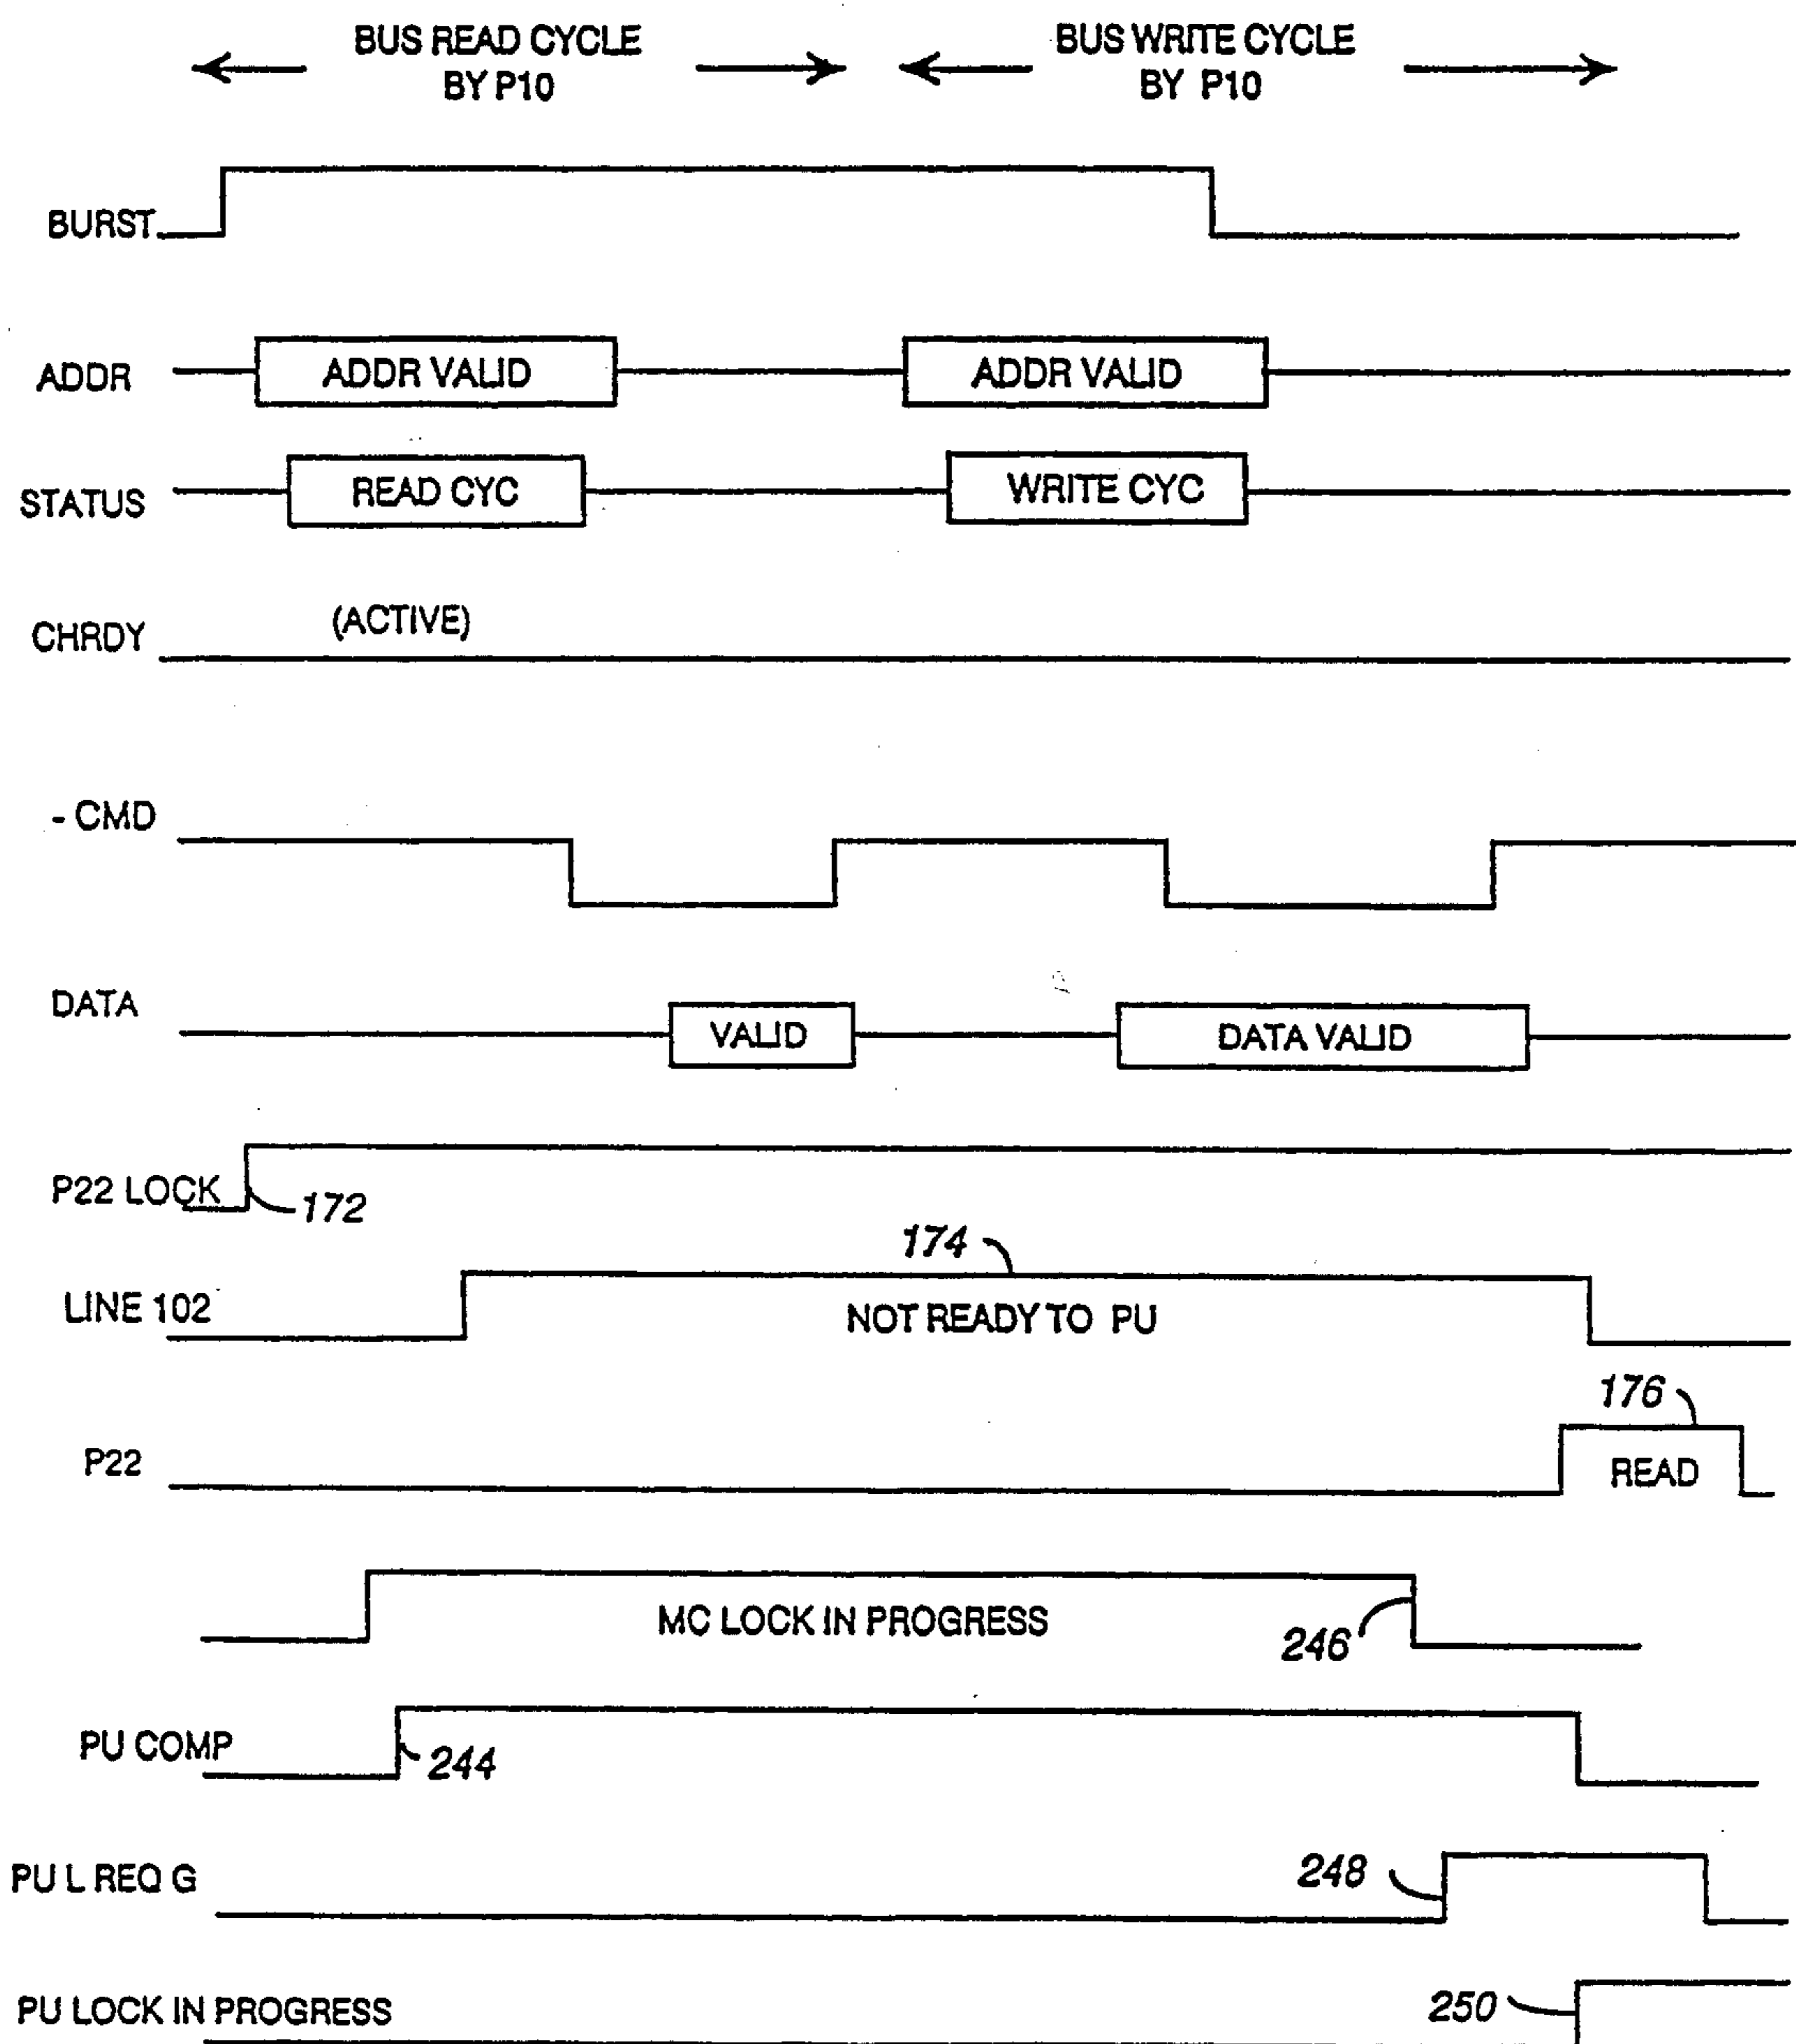 BUS READ CYCLE
BY P10
BUS WRITE CYCLE
BY P10
BURST
ADDR
ADDR VALID
ADDR VALID
STATUS
READ CYC
WRITE CYC
CHRDY
(ACTIVE)
- CMD
DATA
VALID
DATA VALID
P22 LOCK
172
174
LINE 102
NOT READY TO PU
176
P22
READ
MC LOCK IN PROGRESS
246
PU COMP
244
PU L REQ G
248
PU LOCK IN PROGRESS
250